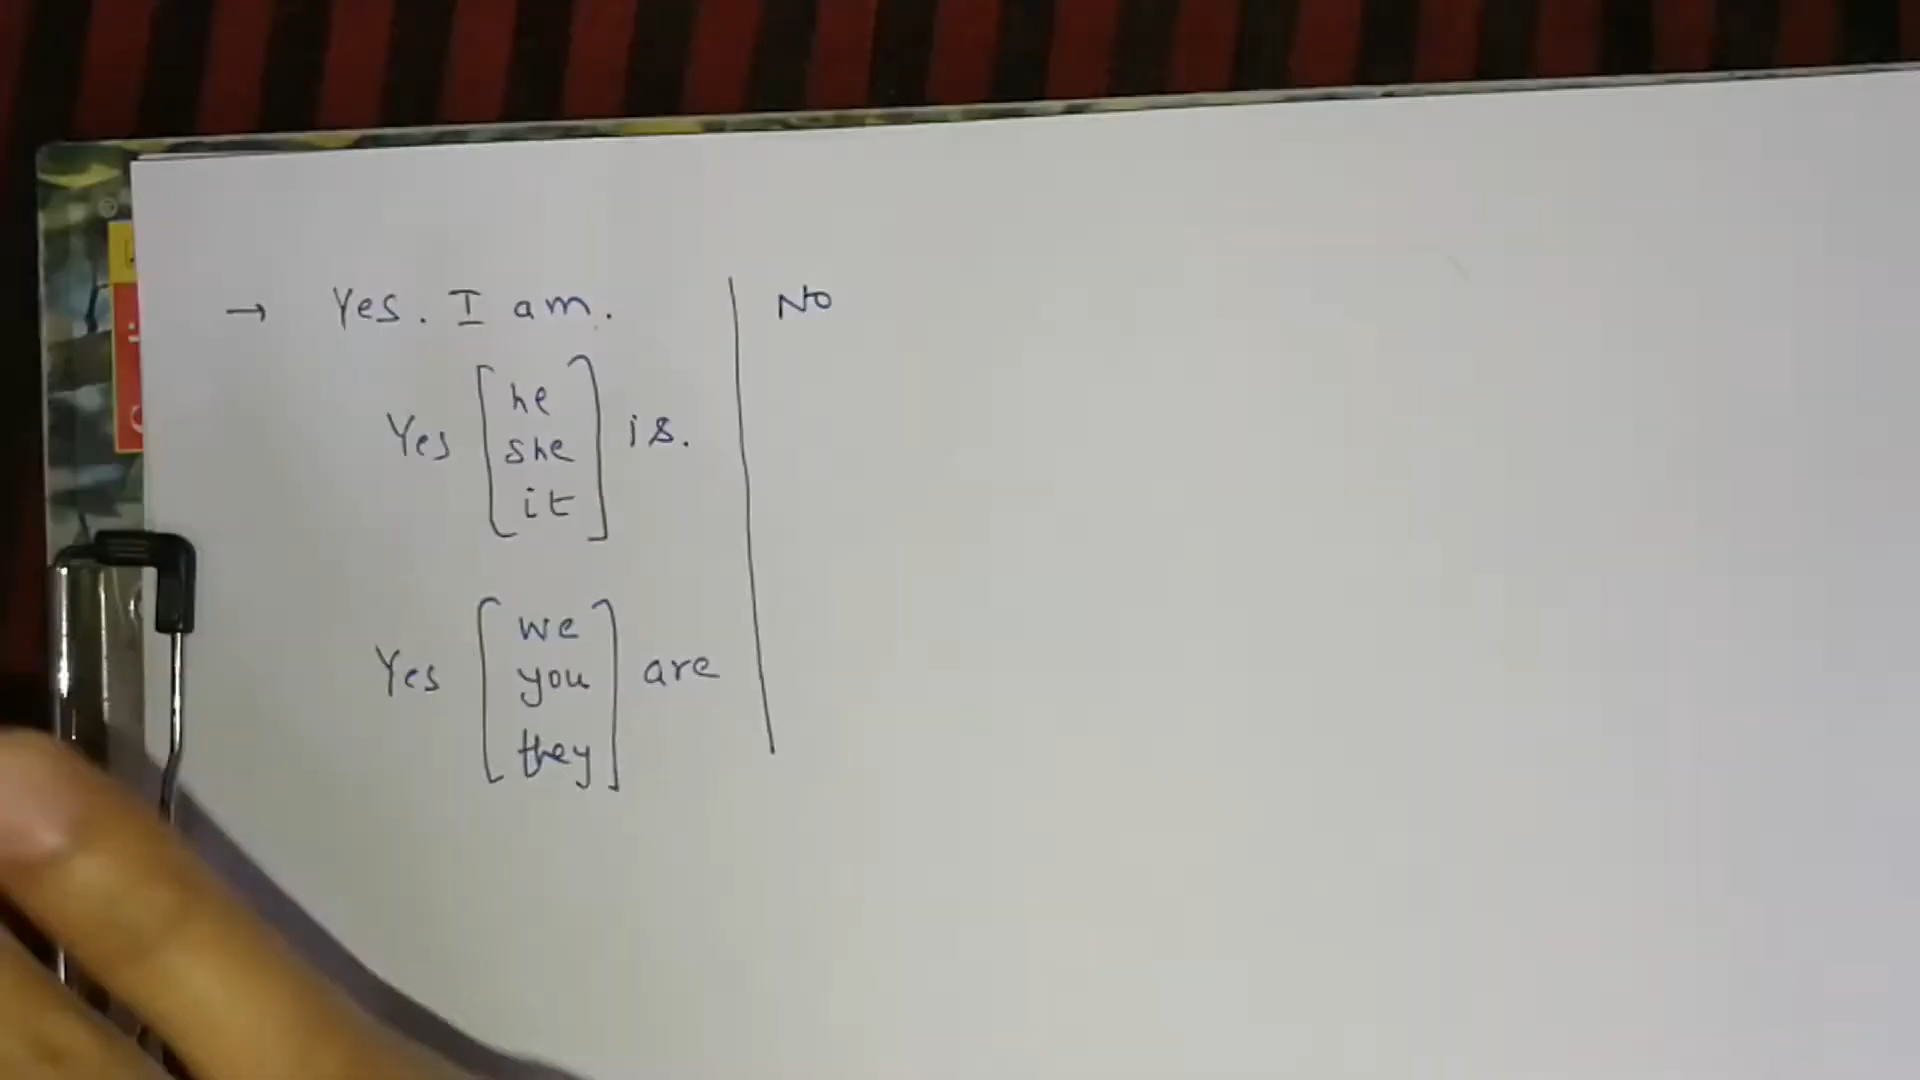 → Yes. I am.
Yes [he she it] is.
Yes [we you they] are
No